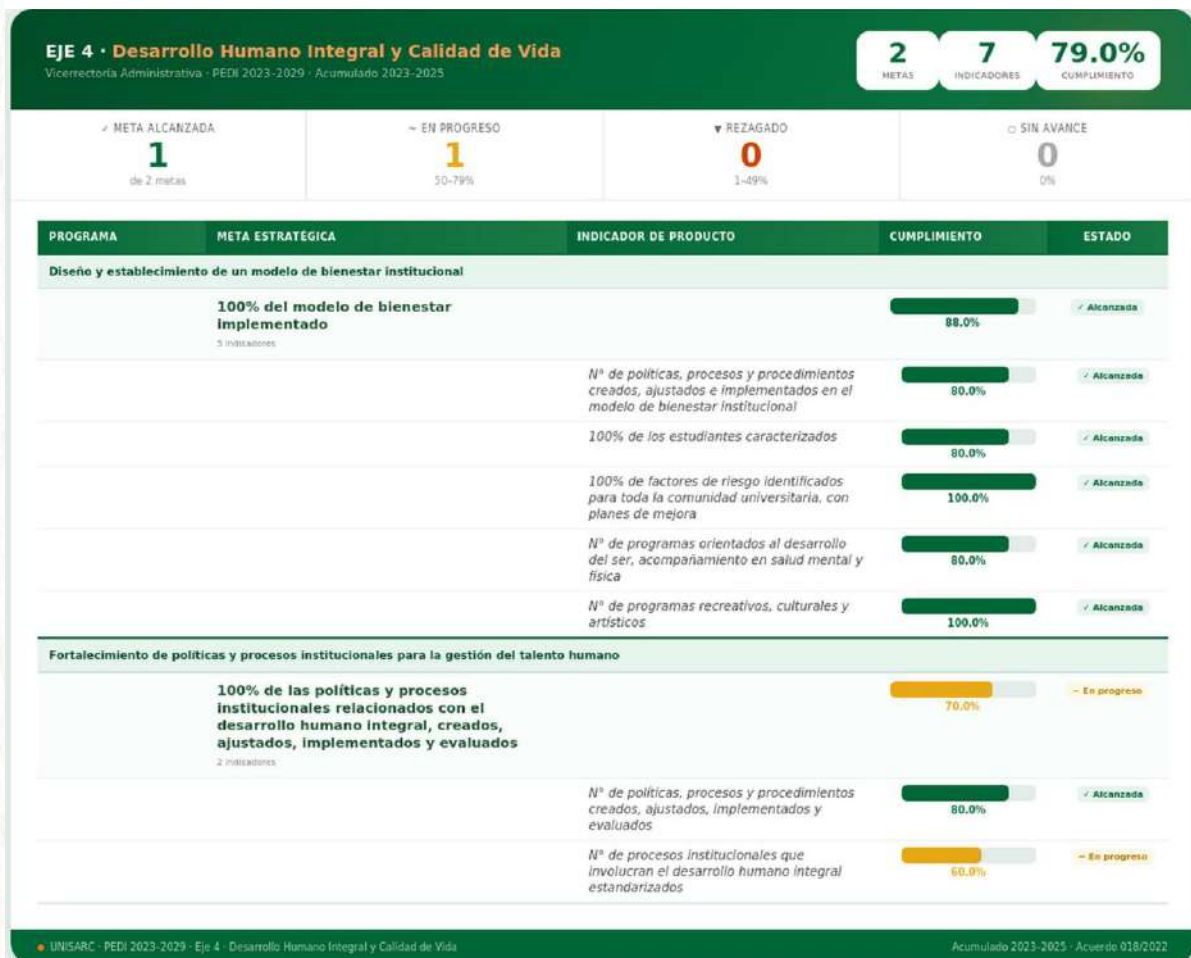 EJE 4 · Desarrollo Humano Integral y Calidad de Vida
Vicerrectoría Administrativa · PEDI 2023-2029 · Acumulado 2023-2025
2
METAS
7
INDICADORES
79.0%
CUMPLIMIENTO
✓ META ALCANZADA
1
de 2 metas
~ EN PROGRESO
1
50-79%
▼ REZAGADO
0
1-49%
□ SIN AVANCE
0
0%
PROGRAMA META ESTRATÉGICA INDICADOR DE PRODUCTO CUMPLIMIENTO ESTADO
Diseño y establecimiento de un modelo de bienestar institucional
100% del modelo de bienestar
implementado
5 indicadores
88.0%
✓ Alcanzada
N° de políticas, procesos y procedimientos
creados, ajustados e implementados en el
modelo de bienestar institucional
80.0%
✓ Alcanzada
100% de los estudiantes caracterizados
80.0%
✓ Alcanzada
100% de factores de riesgo identificados
para toda la comunidad universitaria, con
planes de mejora
100.0%
✓ Alcanzada
N° de programas orientados al desarrollo
del ser, acompañamiento en salud mental y
física
80.0%
✓ Alcanzada
N° de programas recreativos, culturales y
artísticos
100.0%
✓ Alcanzada
Fortalecimiento de políticas y procesos institucionales para la gestión del talento humano
100% de las políticas y procesos
institucionales relacionados con el
desarrollo humano integral, creados,
ajustados, implementados y evaluados
2 indicadores
70.0%
~ En progreso
N° de políticas, procesos y procedimientos
creados, ajustados, implementados y
evaluados
80.0%
✓ Alcanzada
N° de procesos institucionales que
involucran el desarrollo humano integral
estandarizados
60.0%
~ En progreso
UNISARC · PEDI 2023-2029 · Eje 4 · Desarrollo Humano Integral y Calidad de Vida
Acumulado 2023-2025 · Acuerdo 018/2022